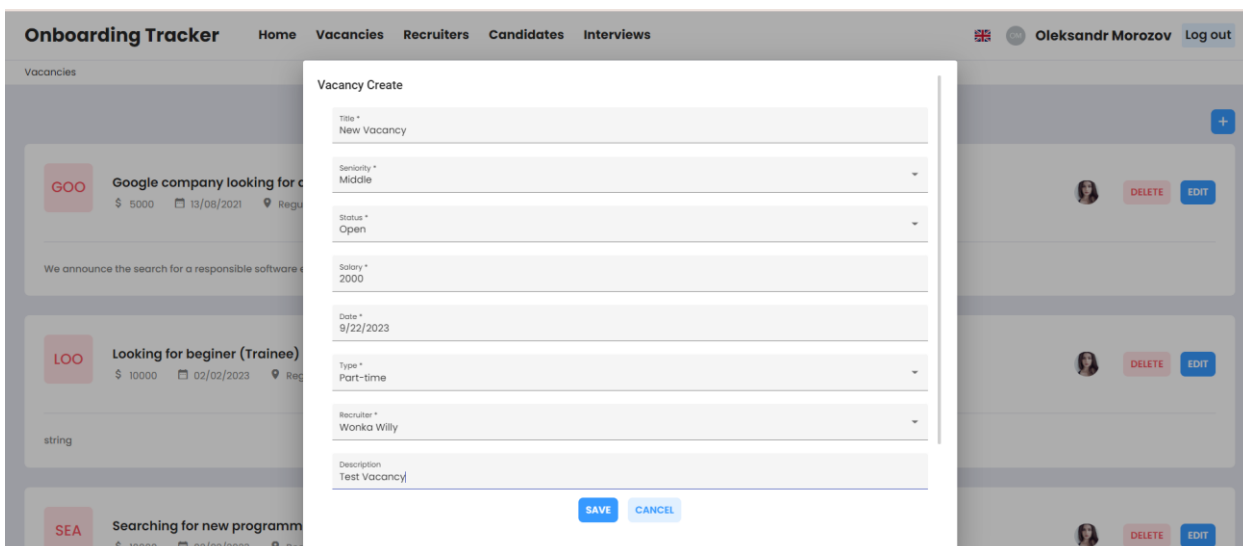 Onboarding Tracker Home Vacancies Recruiters Candidates Interviews OM Oleksandr Morozov Log out
Vacancies
Vacancy Create
Title *
New Vacancy
+
Seniority *
Middle
GOO Google company looking for
$ 5000 13/08/2021 Regu
DELETE EDIT
Status *
Open
We announce the search for a responsible software
Salary *
2000
Date *
9/22/2023
LOO Looking for beginer (Trainee)
$ 10000 02/02/2023 Reg
DELETE EDIT
Type *
Part-time
Recruiter *
Wonka Willy
string
Description
Test Vacancy
SAVE CANCEL
SEA Searching for new programm
DELETE EDIT